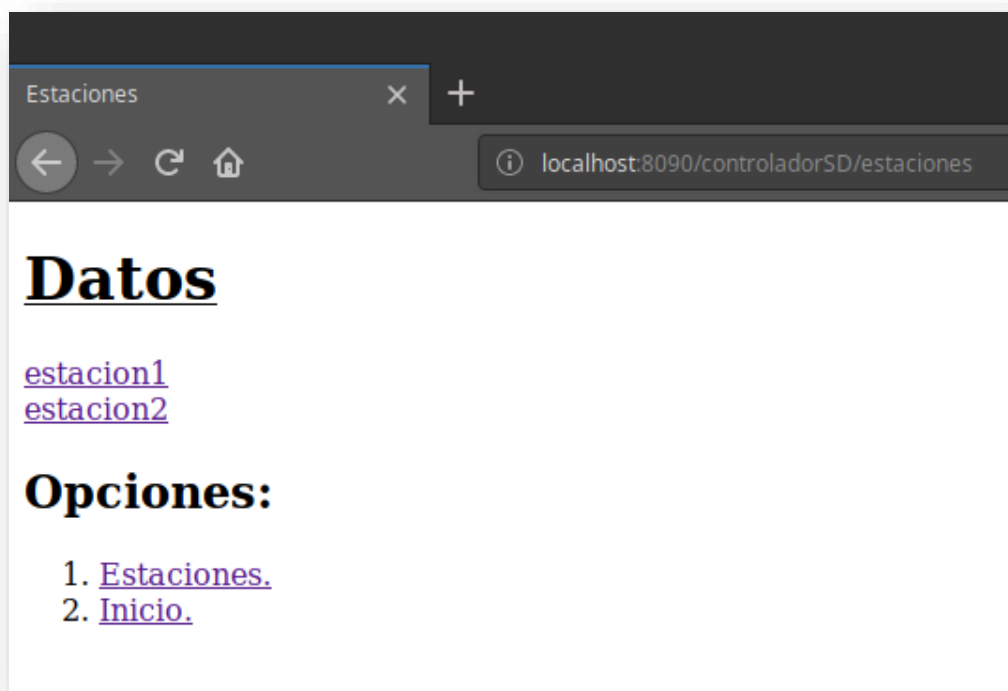 Estaciones
localhost:8090/controladorSD/estaciones
Datos
estacion1
estacion2
Opciones:
1. Estaciones.
2. Inicio.